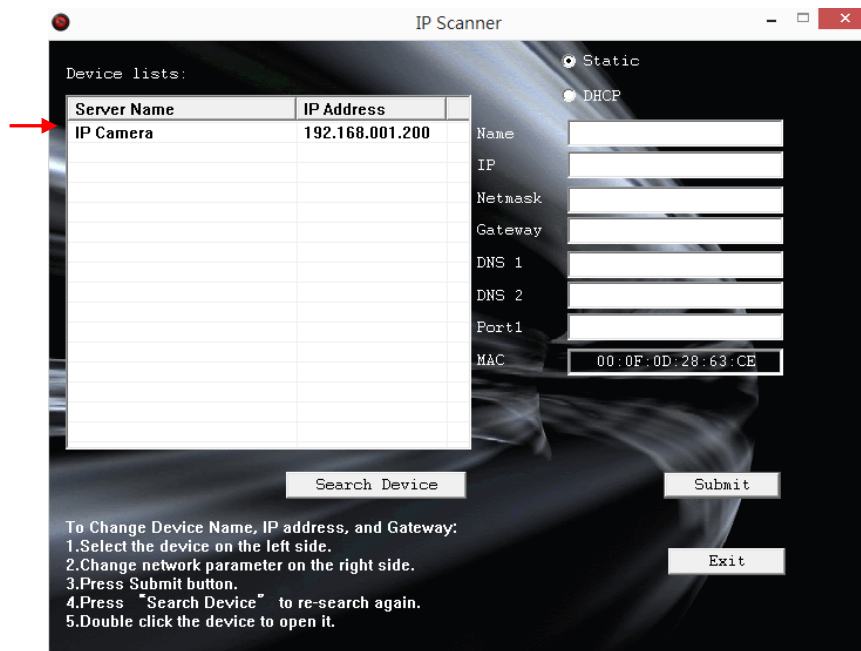 IP Scanner
Device lists:
Server Name IP Address
IP Camera 192.168.001.200
Static
DHCP
Name
IP
Netmask
Gateway
DNS 1
DNS 2
Port1
MAC 00:0F:0D:28:63:CE
Search Device
Submit
To Change Device Name, IP address, and Gateway:
1.Select the device on the left side.
2.Change network parameter on the right side.
3.Press Submit button.
4.Press “Search Device” to re-search again.
5.Double click the device to open it.
Exit